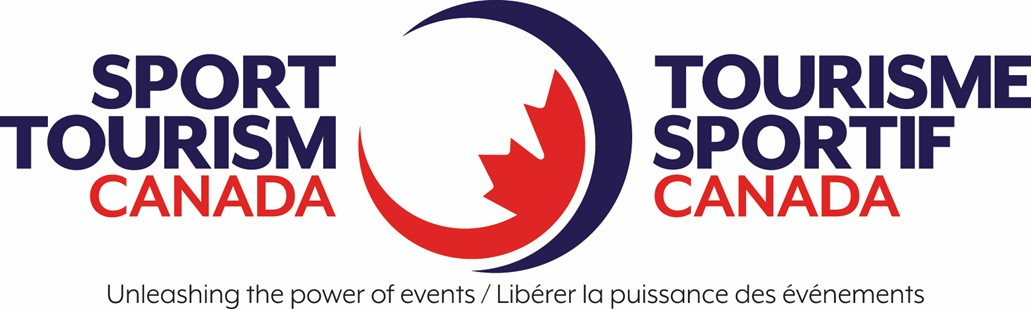 SPORT
TOURISM
CANADA
TOURISME
SPORTIF
CANADA
Unleashing the power of events / Libérer la puissance des événements